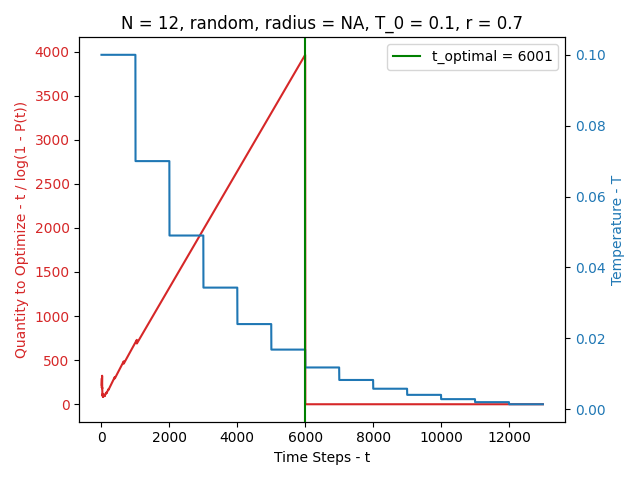 N = 12, random, radius = NA, T_0 = 0.1, r = 0.7
t_optimal = 6001
Quantity to Optimize - t / log(1 - P(t))
4000
3500
3000
2500
2000
1500
1000
500
0
0.10
0.08
0.06
0.04
0.02
0.00
Temperature - T
0 2000 4000 6000 8000 10000 12000
Time Steps - t